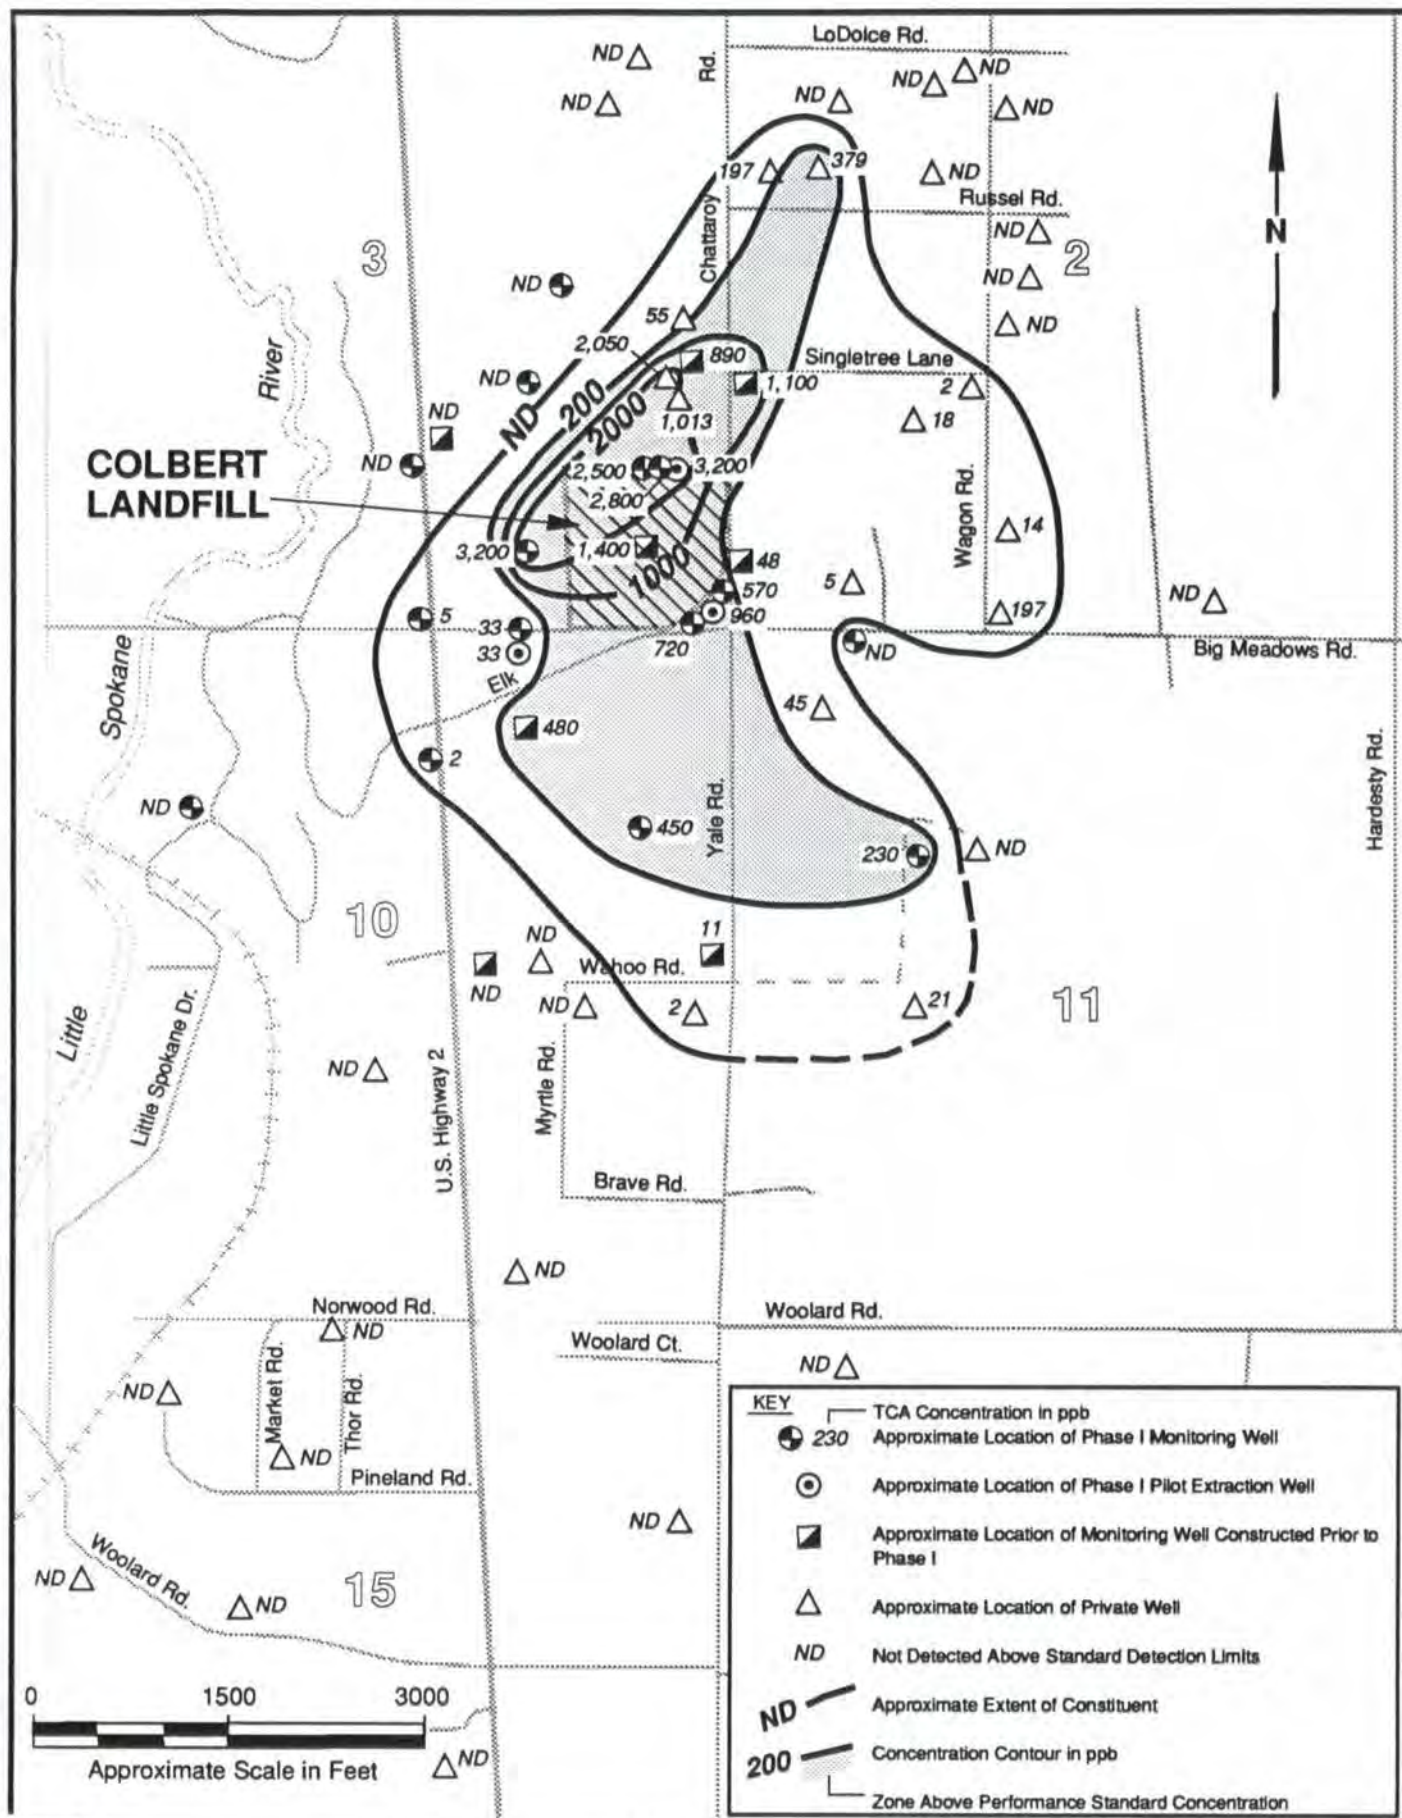 LoDolce Rd.
ND
ND
ND
ND
ND
ND
Rd.
ND
197
379
Russel Rd.
Chattaroy
ND
ND
ND
N
3
2
ND
55
2,050
890
Singletree Lane
1,100
2
18
1,013
ND
ND
ND
ND
200
2000
River
COLBERT
LANDFILL
2,500
3,200
2,800
3,200
1,400
1000
48
570
960
720
5
14
197
Wagon Rd.
ND
Big Meadows Rd.
5
33
33
Elk
ND
45
Spokane
480
2
ND
450
Yale Rd.
230
ND
Hardesty Rd.
10
11
ND
ND
Wahoo Rd.
ND
2
21
11
Little
Little Spokane Dr.
ND
U.S. Highway 2
Myrtle Rd.
Brave Rd.
ND
Norwood Rd.
ND
Woolard Rd.
Woolard Ct.
ND
ND
Market Rd.
Thor Rd.
ND
Pineland Rd.
ND
Woolard Rd.
ND
ND
15
0 1500 3000
Approximate Scale in Feet
ND
KEY
TCA Concentration in ppb
230 Approximate Location of Phase I Monitoring Well
Approximate Location of Phase I Pilot Extraction Well
Approximate Location of Monitoring Well Constructed Prior to
Phase I
Approximate Location of Private Well
ND Not Detected Above Standard Detection Limits
ND Approximate Extent of Constituent
200 Concentration Contour in ppb
Zone Above Performance Standard Concentration